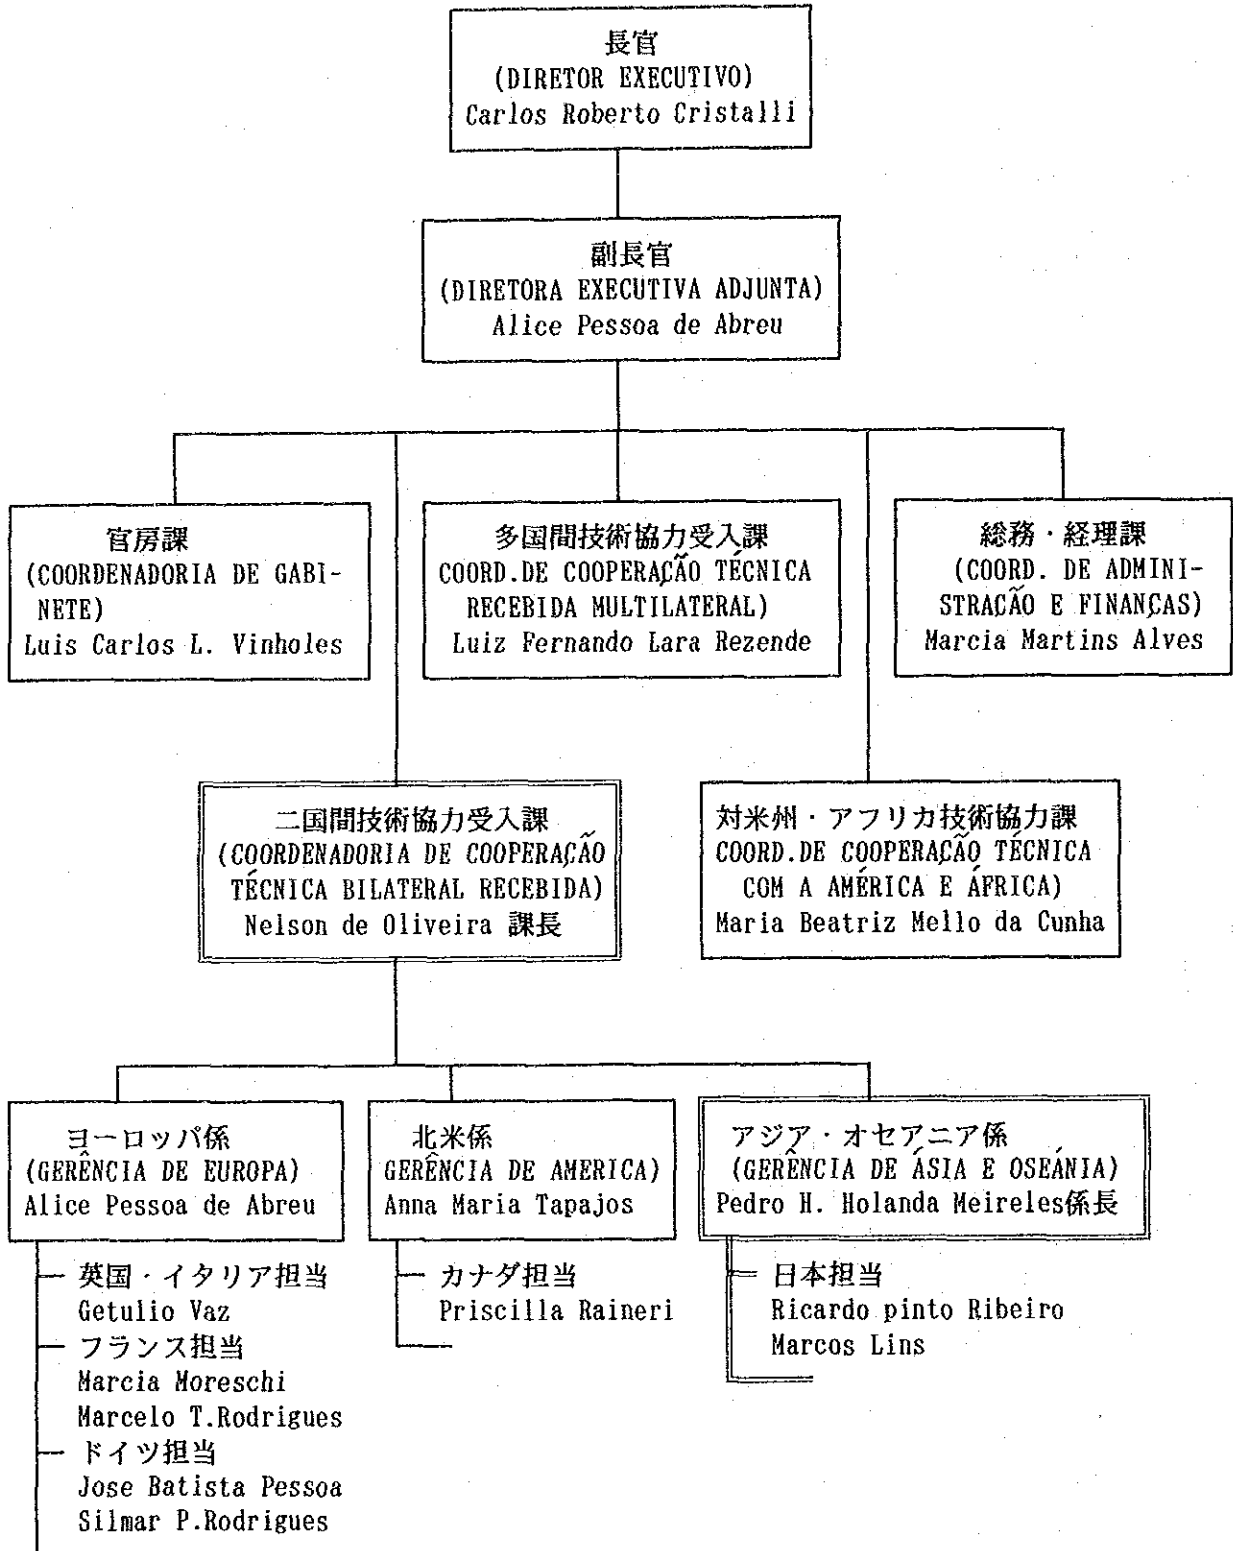 長官
(DIRETOR EXECUTIVO)
Carlos Roberto Cristalli
副長官
(DIRETORA EXECUTIVA ADJUNTA)
Alice Pessoa de Abreu
官房課
(COORDENADORIA DE GABI-
NETE)
Luis Carlos L. Vinholes
多国間技術協力受入課
COORD.DE COOPERAÇÃO TÉCNICA
RECEBIDA MULTILATERAL)
Luiz Fernando Lara Rezende
総務・経理課
(COORD. DE ADMINI-
STRACÃO E FINANÇAS)
Marcia Martins Alves
二国間技術協力受入課
(COORDENADORIA DE COOPERAÇÃO
TÉCNICA BILATERAL RECEBIDA)
Nelson de Oliveira 課長
対米州・アフリカ技術協力課
COORD.DE COOPERAÇÃO TÉCNICA
COM A AMÉRICA E ÁFRICA)
Maria Beatriz Mello da Cunha
ヨーロッパ係
(GERÊNCIA DE EUROPA)
Alice Pessoa de Abreu
北米係
GERÊNCIA DE AMERICA)
Anna Maria Tapajos
アジア・オセアニア係
(GERÊNCIA DE ÁSIA E OSEÁNIA)
Pedro H. Holanda Meireles係長
英国・イタリア担当
Getulio Vaz
フランス担当
Marcia Moreschi
Marcelo T.Rodrigues
ドイツ担当
Jose Batista Pessoa
Silmar P.Rodrigues
カナダ担当
Priscilla Raineri
日本担当
Ricardo pinto Ribeiro
Marcos Lins